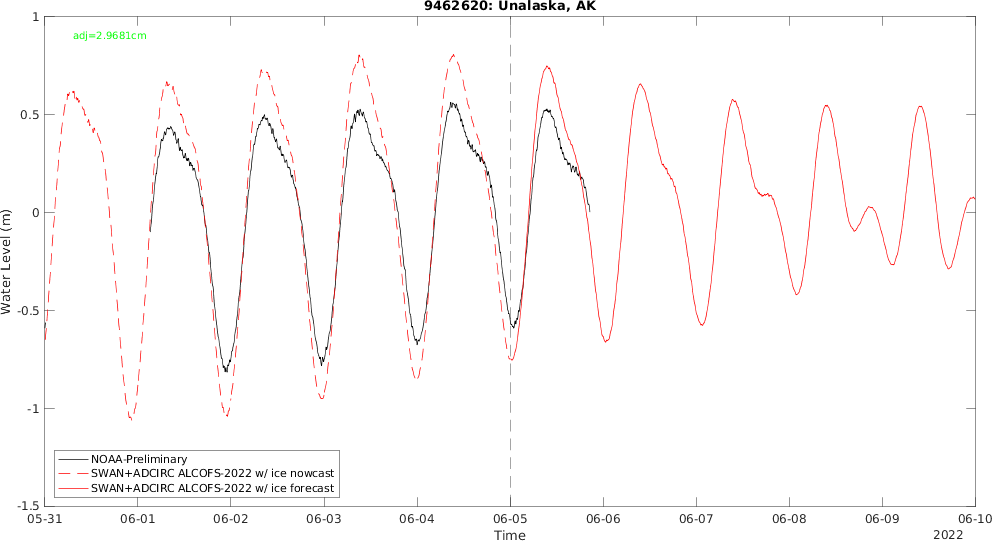 9462620: Unalaska, AK
adj=2.9681cm
1
0.5
0
-0.5
-1
-1.5
Water Level (m)
NOAA-Preliminary
SWAN+ADCIRC ALCOFS-2022 w/ ice nowcast
SWAN+ADCIRC ALCOFS-2022 w/ ice forecast
05-31 06-01 06-02 06-03 06-04 06-05 06-06 06-07 06-08 06-09 06-10
Time
2022